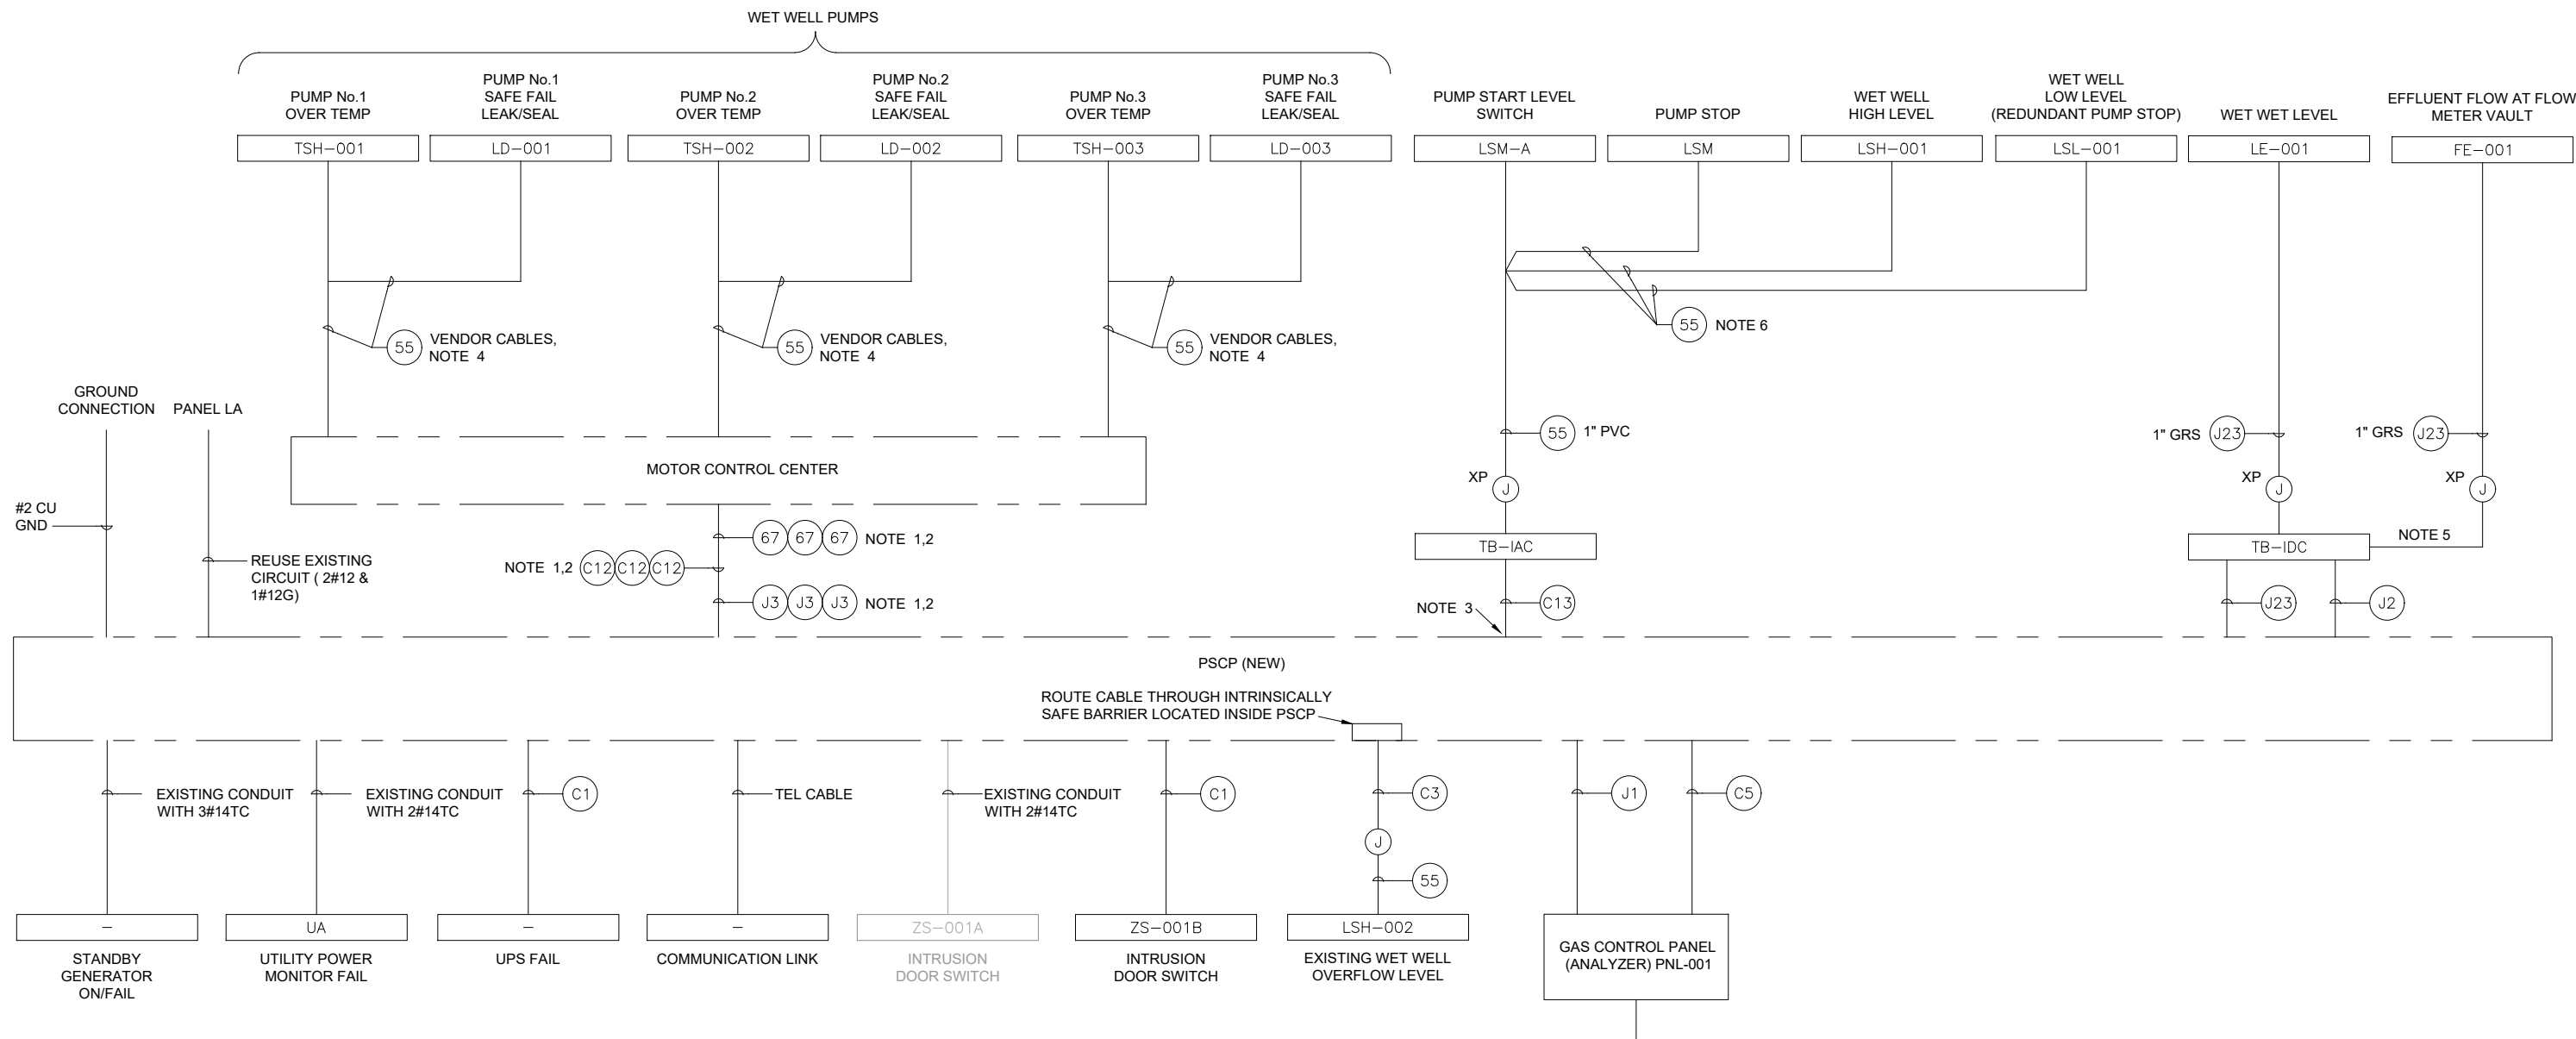 WET WELL PUMPS
PUMP No.1
OVER TEMP
PUMP No.1
SAFE FAIL
LEAK/SEAL
PUMP No.2
OVER TEMP
PUMP No.2
SAFE FAIL
LEAK/SEAL
PUMP No.3
OVER TEMP
PUMP No.3
SAFE FAIL
LEAK/SEAL
PUMP START LEVEL
SWITCH
PUMP STOP
WET WELL
HIGH LEVEL
WET WELL
LOW LEVEL
(REDUNDANT PUMP STOP)
WET WET LEVEL
EFFLUENT FLOW AT FLOW
METER VAULT
TSH-001
LD-001
TSH-002
LD-002
TSH-003
LD-003
LSM-A
LSM
LSH-001
LSL-001
LE-001
FE-001
55
VENDOR CABLES,
NOTE 4
55
VENDOR CABLES,
NOTE 4
55
VENDOR CABLES,
NOTE 4
55
NOTE 6
GROUND
CONNECTION
PANEL LA
55
1" PVC
1" GRS
J23
1" GRS
J23
MOTOR CONTROL CENTER
XP
J
XP
J
XP
J
#2 CU
GND
67
67
67
NOTE 1,2
TB-IAC
TB-IDC
NOTE 5
REUSE EXISTING
CIRCUIT ( 2#12 &
1#12G)
NOTE 1,2
C12
C12
C12
J3
J3
J3
NOTE 1,2
NOTE 3
C13
J23
J2
PSCP (NEW)
ROUTE CABLE THROUGH INTRINSICALLY
SAFE BARRIER LOCATED INSIDE PSCP
EXISTING CONDUIT
WITH 3#14TC
EXISTING CONDUIT
WITH 2#14TC
C1
TEL CABLE
EXISTING CONDUIT
WITH 2#14TC
C1
C3
J1
C5
J
55
-
UA
-
-
ZS-001A
ZS-001B
LSH-002
STANDBY
GENERATOR
ON/FAIL
UTILITY POWER
MONITOR FAIL
UPS FAIL
COMMUNICATION LINK
INTRUSION
DOOR SWITCH
INTRUSION
DOOR SWITCH
EXISTING WET WELL
OVERFLOW LEVEL
GAS CONTROL PANEL
(ANALYZER) PNL-001